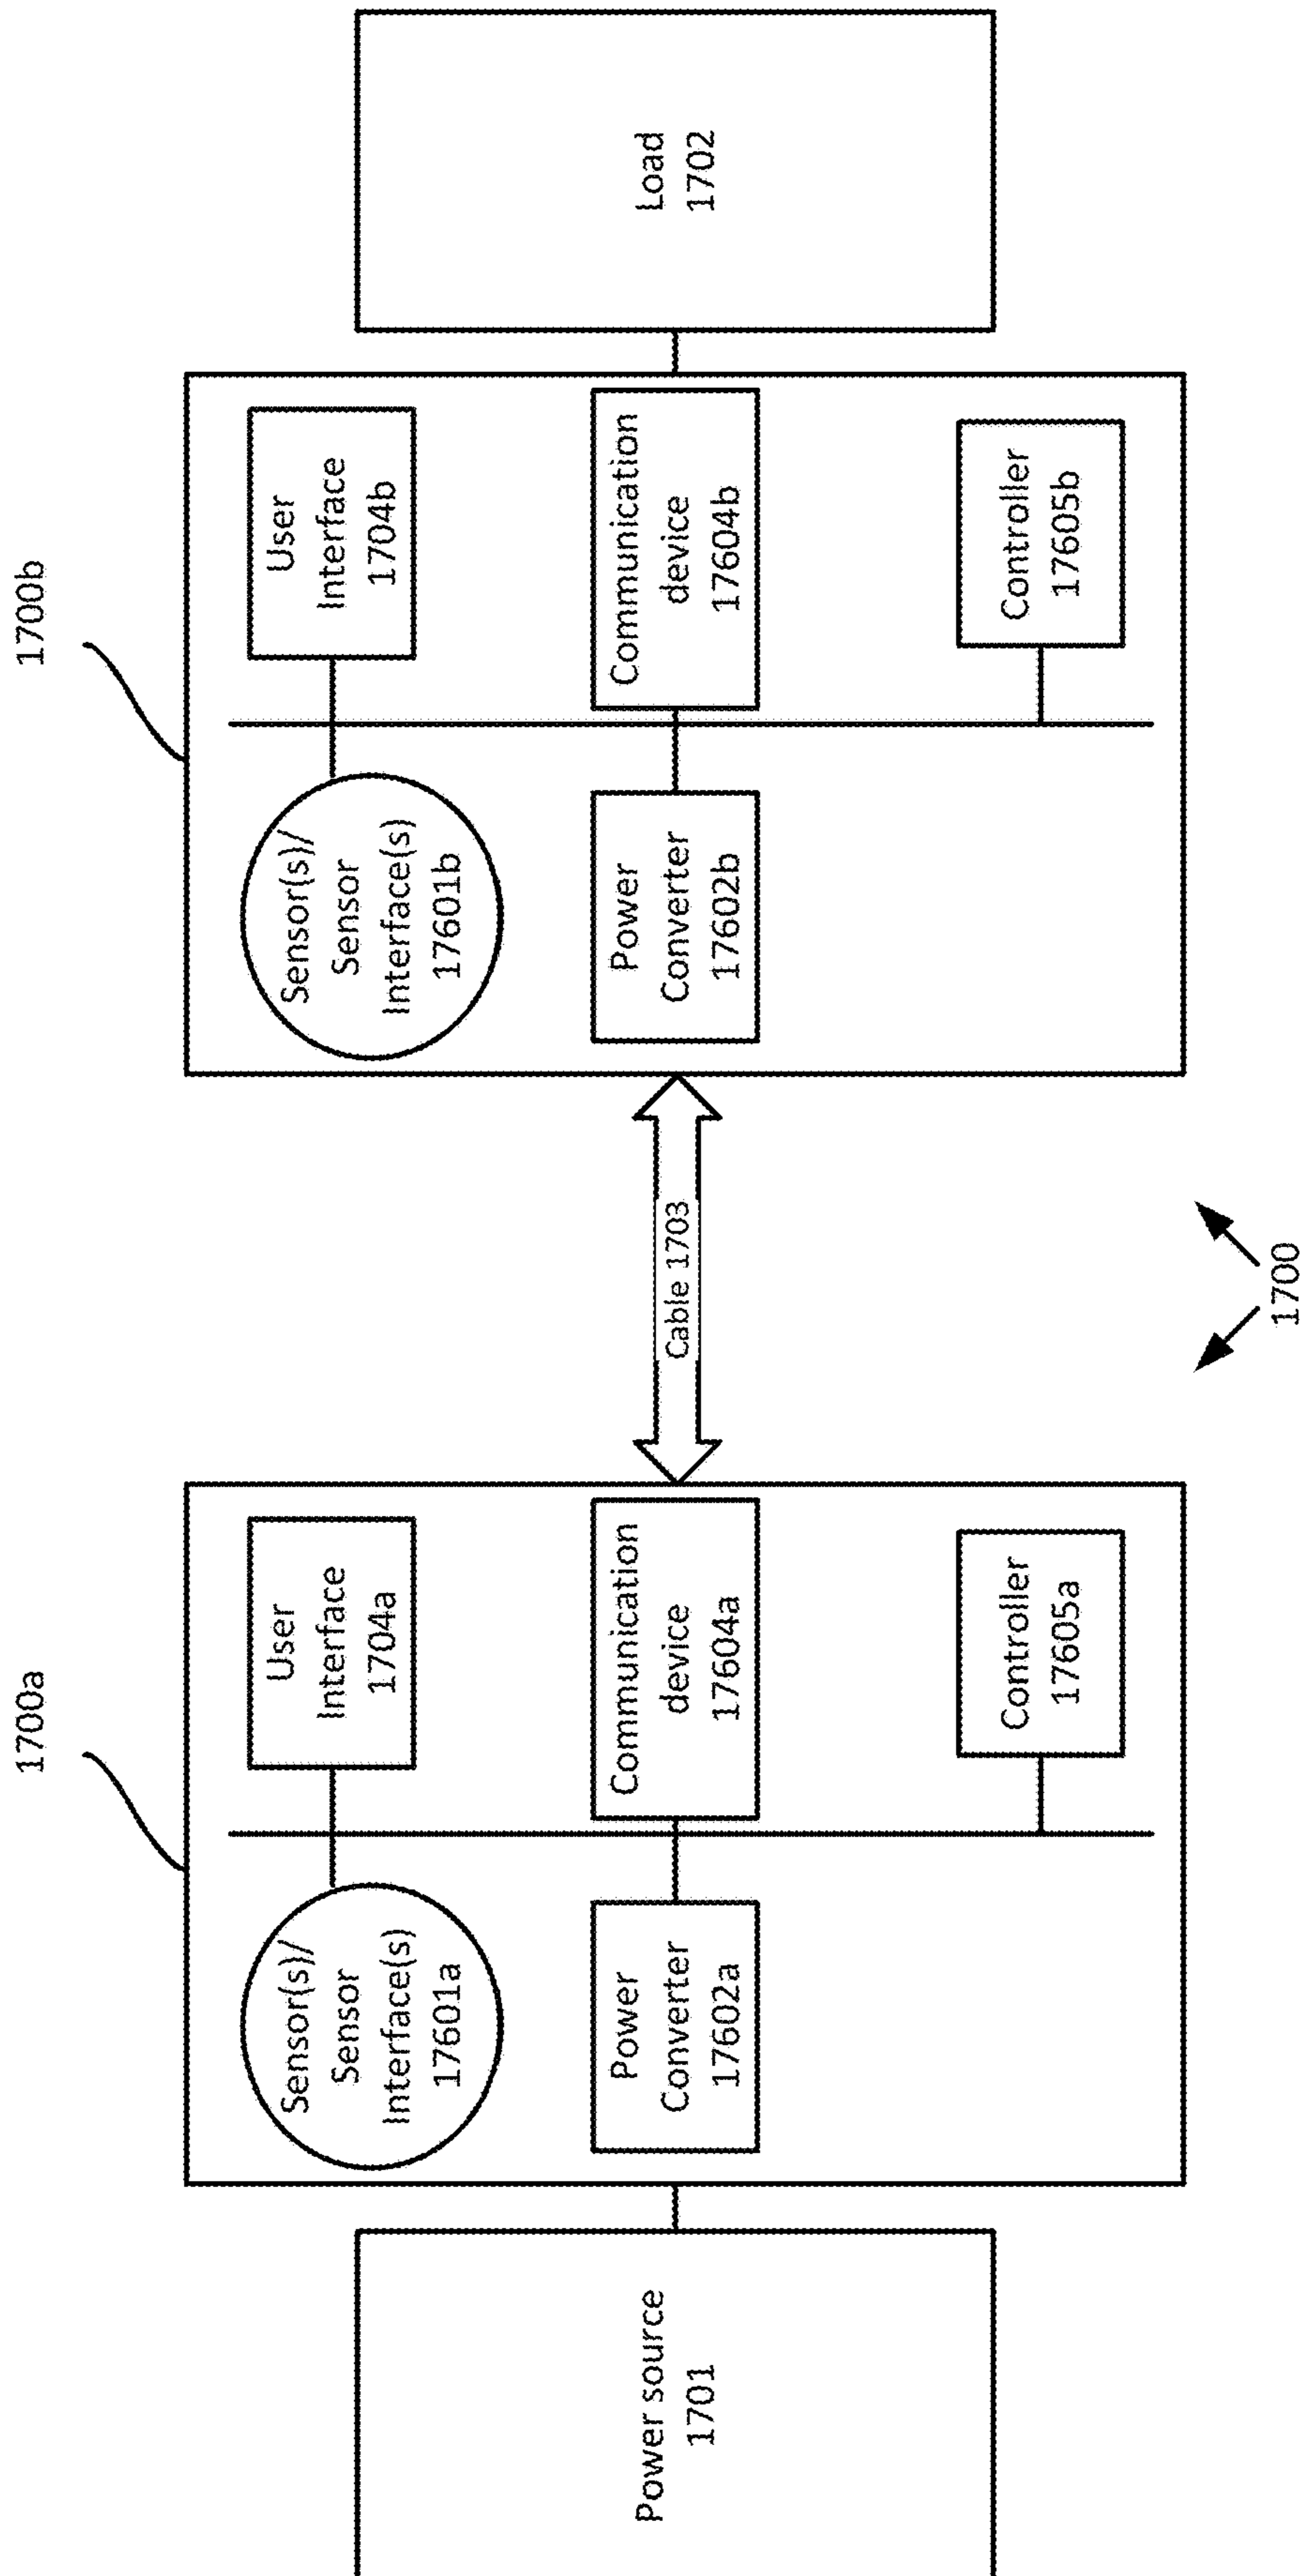 1700a
1700b
Power source
1701
Sensor(s)/
Sensor
Interface(s)
17601a
User
Interface
1704a
Power
Converter
17602a
Communication
device
17604a
Controller
17605a
Cable 1703
Sensor(s)/
Sensor
Interface(s)
17601b
User
Interface
1704b
Power
Converter
17602b
Communication
device
17604b
Controller
17605b
Load
1702
1700